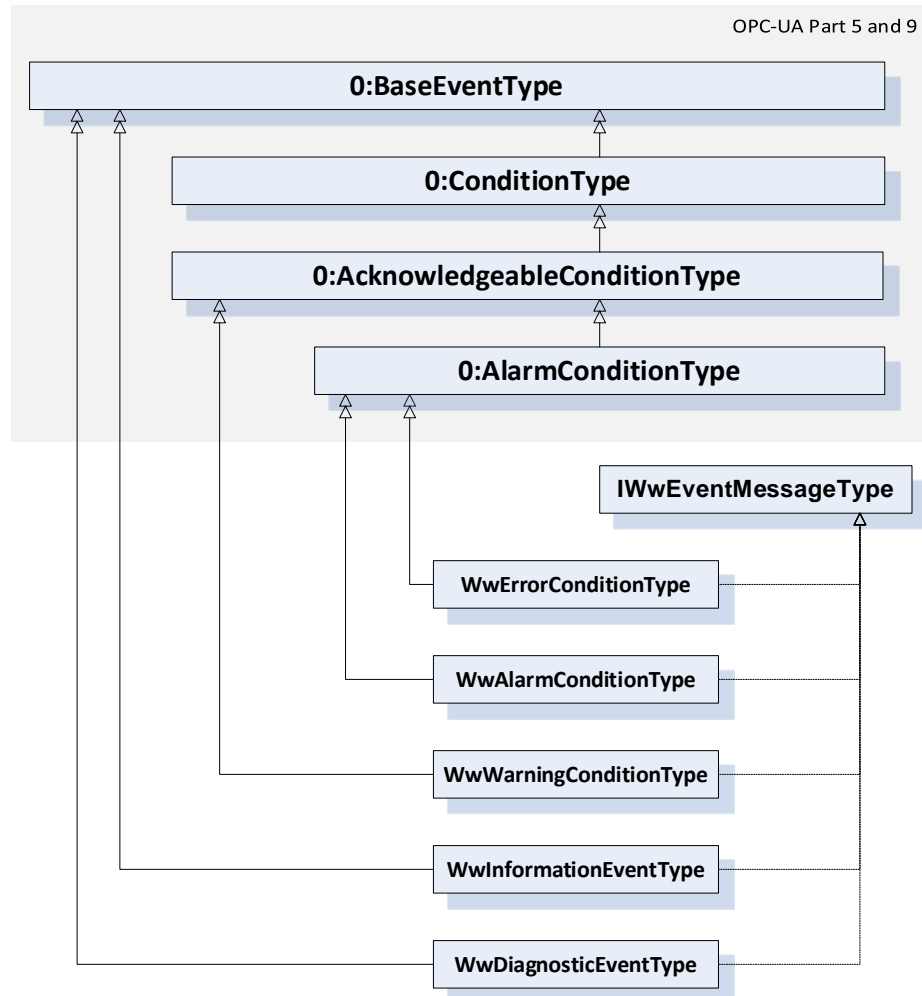 OPC-UA Part 5 and 9
0:BaseEventType
0:ConditionType
0:AcknowledgeableConditionType
0:AlarmConditionType
IWwEventMessageType
WwErrorConditionType
WwAlarmConditionType
WwWarningConditionType
WwInformationEventType
WwDiagnosticEventType